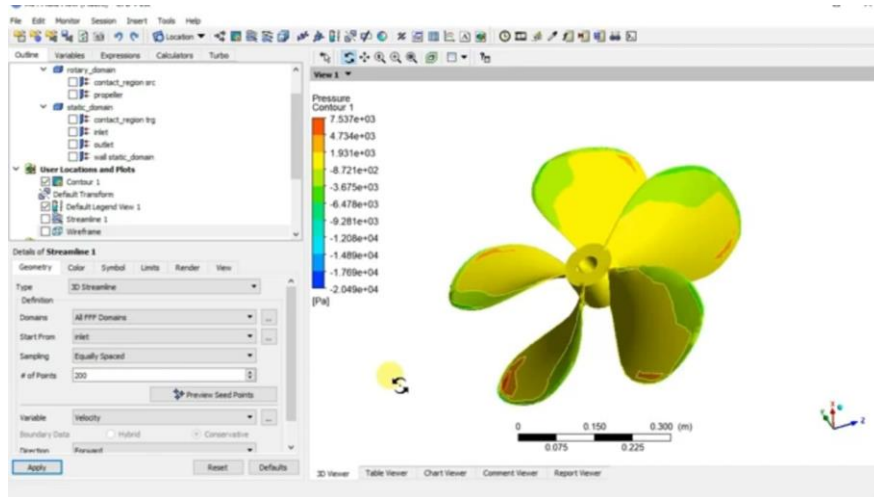 File Edit Monitor Session Insert Tools Help
Location
Outline Variables Expressions Calculators Turbo
rotary_domain
contact_region src
propeller
static_domain
contact_region trg
inlet
outlet
wall static_domain
User Locations and Plots
Contour 1
Default Transform
Default Legend View 1
Streamline 1
Wireframe
Details of Streamline 1
Geometry Color Symbol Limits Render View
Type 3D Streamline
Definition
Domains All FFF Domains ...
Start From inlet ...
Sampling Equally Spaced
# of Points 200
Preview Seed Points
Variable Velocity ...
Boundary Data Hybrid Conservative
Direction Forward
Apply Reset Defaults
View 1
Pressure
Contour 1
7.537e+03
4.734e+03
1.931e+03
-8.721e+02
-3.675e+03
-6.478e+03
-9.281e+03
-1.208e+04
-1.489e+04
-1.769e+04
-2.049e+04
[Pa]
0 0.150 0.300 (m)
0.075 0.225
Z
3D Viewer Table Viewer Chart Viewer Comment Viewer Report Viewer